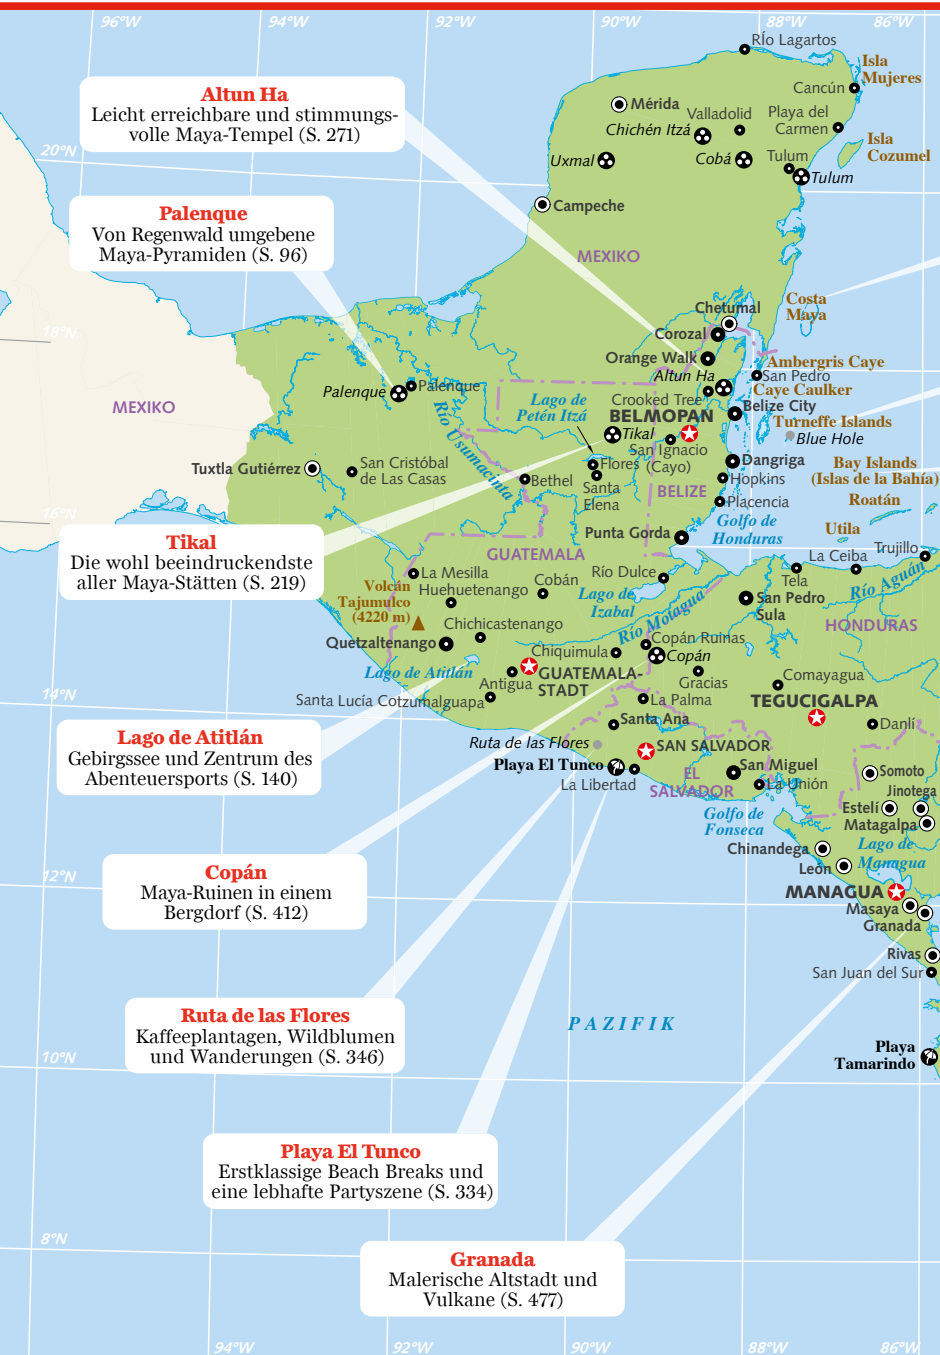 96°W
94°W
92°W
90°W
88°W
86°W
RÍo Lagartos
Isla
Mujeres
Cancún
Altun Ha
Leicht erreichbare und stimmungs-
volle Maya-Tempel (S. 271)
Mérida
Valladolid
Playa del
Carmen
Chichén Itzá
Isla
Cozumel
20°N
Uxmal
Cobá
Tulum
Tulum
Palenque
Von Regenwald umgebene
Maya-Pyramiden (S. 96)
Campeche
MEXIKO
Costa
Maya
Chetumal
18°N
Corozal
Orange Walk
Ambergris Caye
Altun Ha
San Pedro
Palenque
Palenque
Caye Caulker
Crooked Tree
MEXIKO
Lago de
Petén Itzá
Belize City
BELMOPAN
Turneffe Islands
Río Usumacinta
Tikal
Blue Hole
San Ignacio
(Cayo)
Tuxtla Gutiérrez
San Cristóbal
de Las Casas
Flores
Dangriga
Bay Islands
(Islas de la Bahía)
Bethel
Santa
Elena
BELIZE
Hopkins
Roatán
Placencia
16°N
Golfo de
Honduras
Utila
Tikal
Die wohl beeindruckendste
aller Maya-Stätten (S. 219)
Punta Gorda
GUATEMALA
La Ceiba
Trujillo
La Mesilla
Río Dulce
Tela
Río Aguán
Volcán
Tajumulco
(4220 m)
Huehuetenango
Cobán
Lago de
Izabal
San Pedro
Sula
Chichicastenango
Río Motagua
HONDURAS
Quetzaltenango
Chiquimula
Copán Ruinas
Copán
Lago de Atitlán
GUATEMALA-
STADT
Antigua
Gracias
Comayagua
14°N
Santa Lucía Cotzumalguapa
La Palma
TEGUCIGALPA
Santa Ana
Danlí
Lago de Atitlán
Gebirgssee und Zentrum des
Abenteuersports (S. 140)
Ruta de las Flores
SAN SALVADOR
Playa El Tunco
San Miguel
Somoto
La Libertad
EL
SALVADOR
La Unión
Jinotega
Golfo de
Fonseca
Estelí
Matagalpa
Chinandega
Lago de
Managua
Copán
Maya-Ruinen in einem
Bergdorf (S. 412)
12°N
León
MANAGUA
Masaya
Granada
Rivas
San Juan del Sur
Ruta de las Flores
Kaffeeplantagen, Wildblumen
und Wanderungen (S. 346)
PAZIFIK
10°N
Playa
Tamarindo
Playa El Tunco
Erstklassige Beach Breaks und
eine lebhafte Partyszene (S. 334)
8°N
Granada
Malerische Altstadt und
Vulkane (S. 477)
94°W
92°W
90°W
88°W
86°W